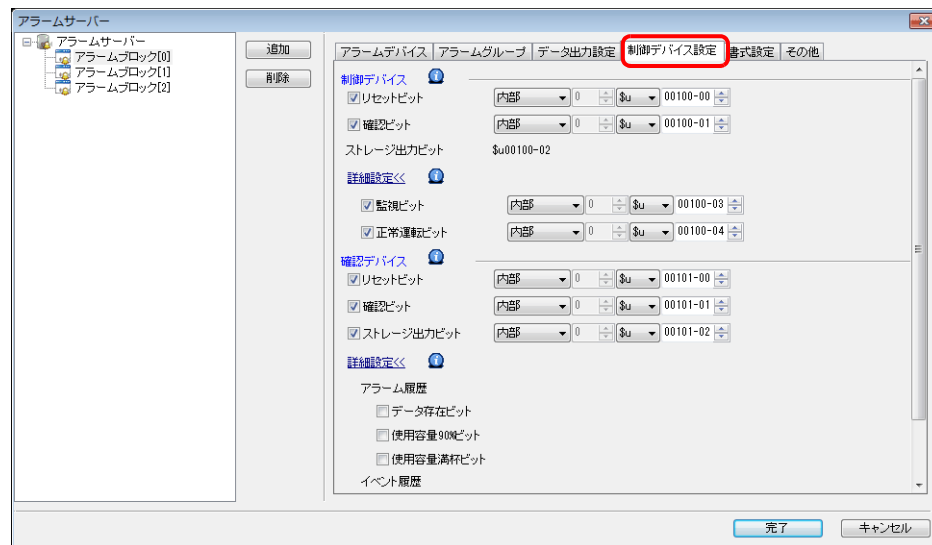 アラームサーバー
アラームサーバー
アラームブロック[0]
アラームブロック[1]
アラームブロック[2]
追加
削除
アラームデバイス アラームグループ データ出力設定 制御デバイス設定 書式設定 その他
制御デバイス
リセットビット 内部 0 $u 00100-00
確認ビット 内部 0 $u 00100-01
ストレージ出力ビット $u00100-02
詳細設定<<
監視ビット 内部 0 $u 00100-03
正常運転ビット 内部 0 $u 00100-04
確認デバイス
リセットビット 内部 0 $u 00101-00
確認ビット 内部 0 $u 00101-01
ストレージ出力ビット 内部 0 $u 00101-02
詳細設定<<
アラーム履歴
データ存在ビット
使用容量90%ビット
使用容量満杯ビット
イベント履歴
完了 キャンセル